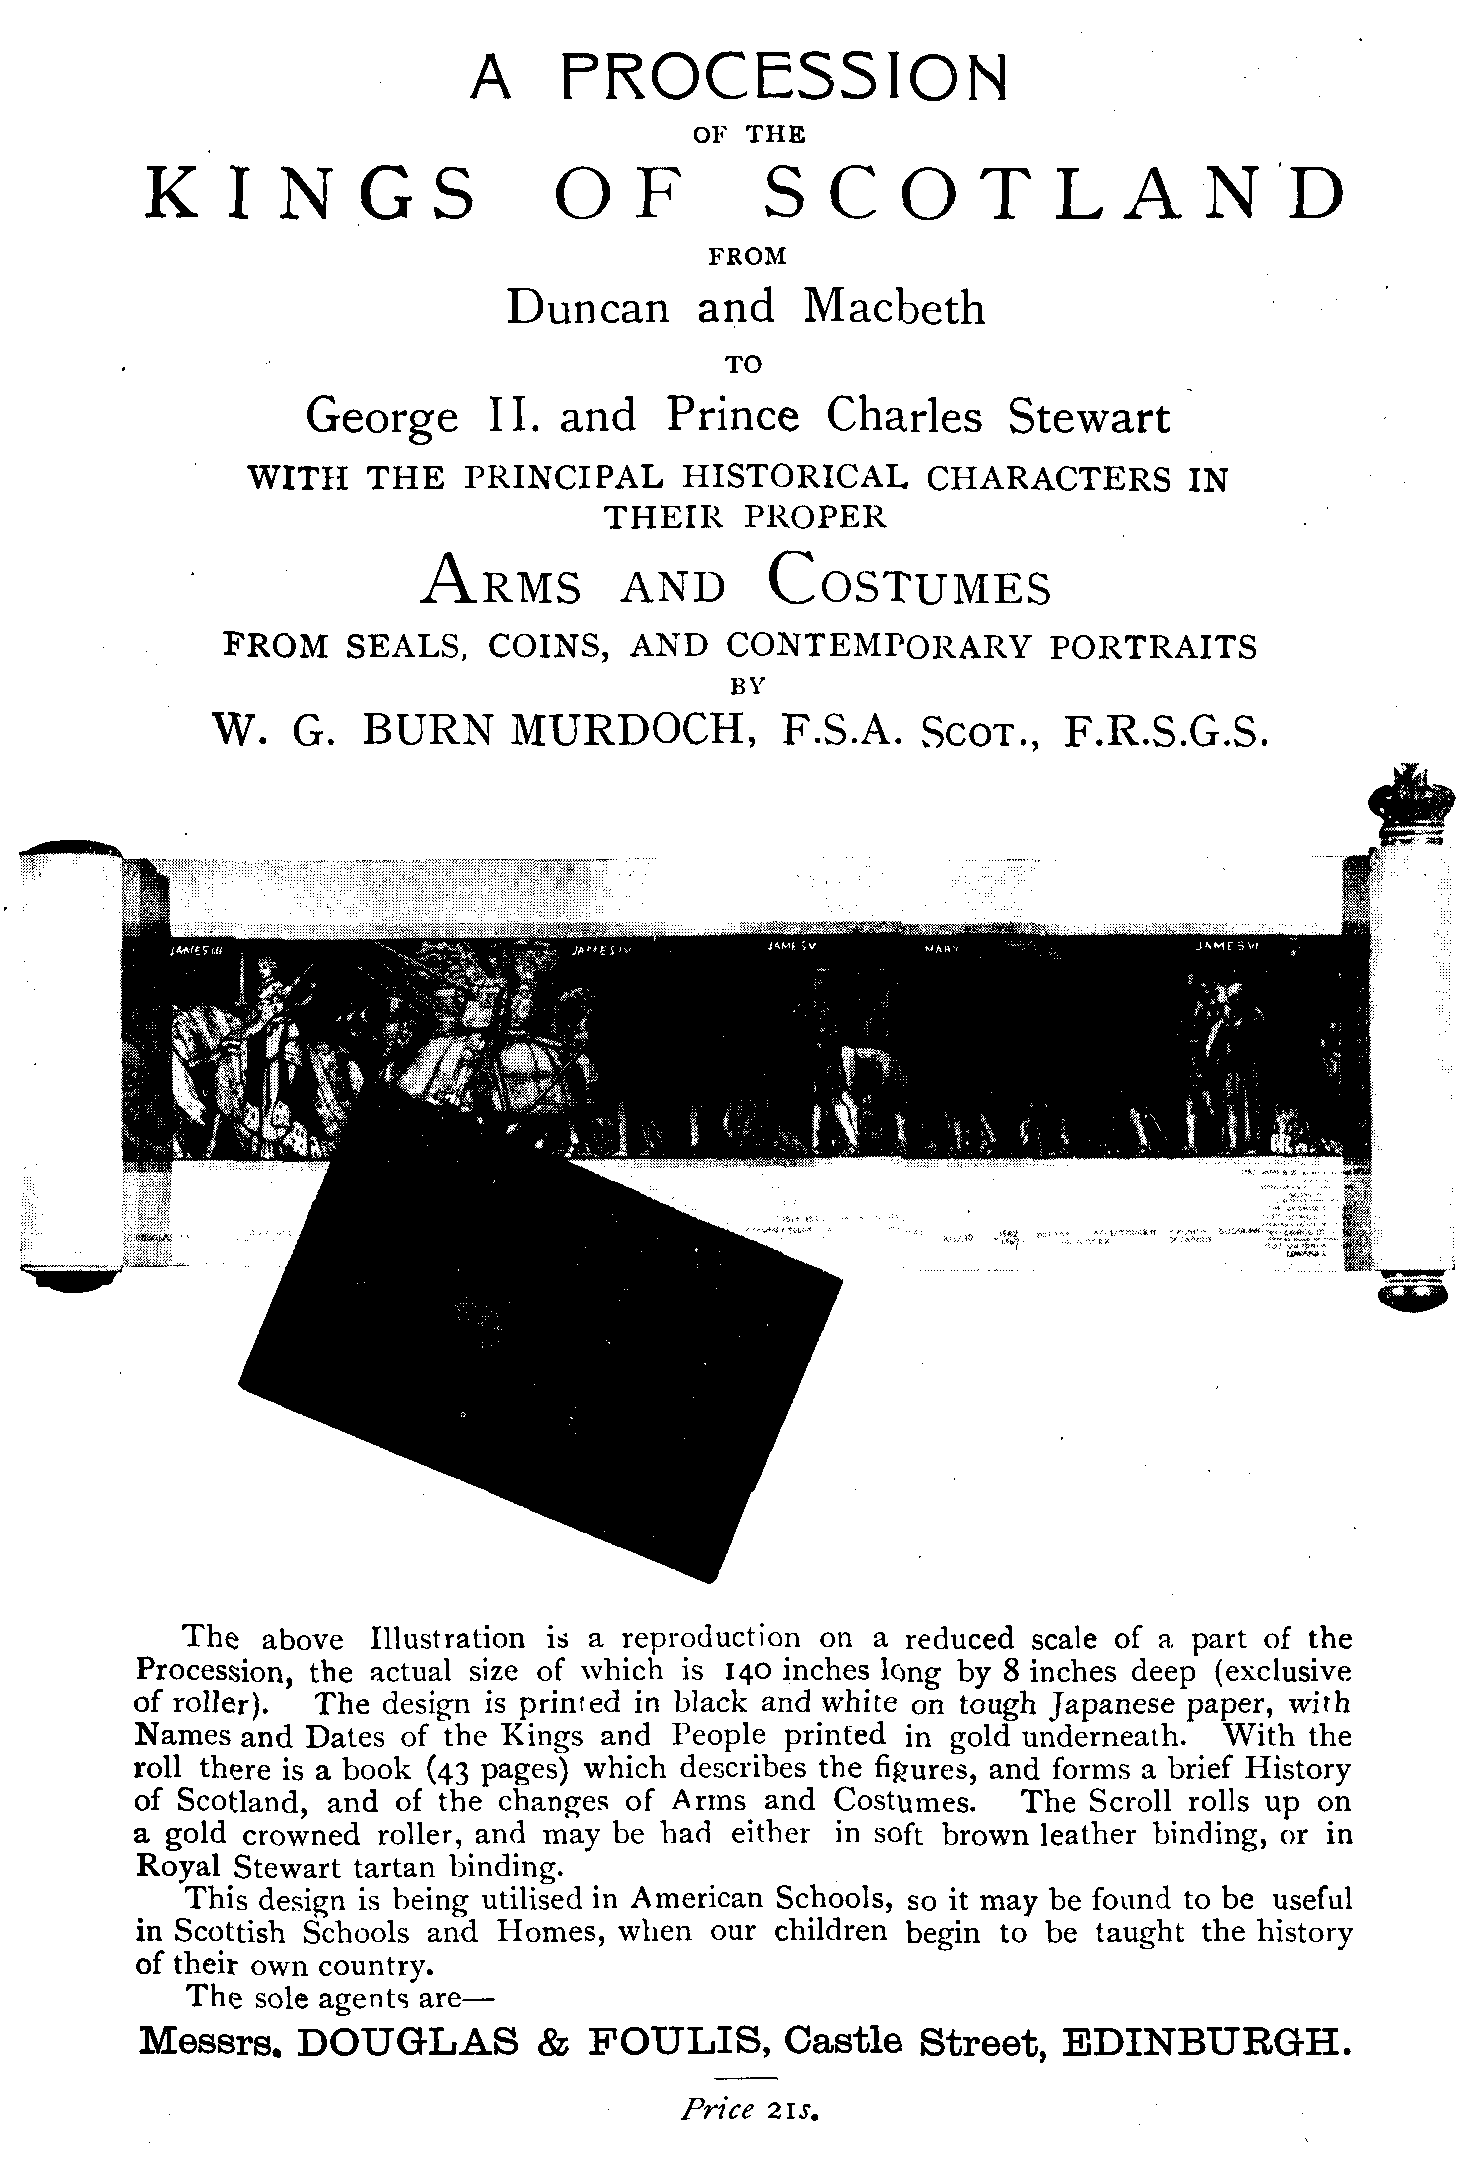 A PROCESSION
OF THE
KINGS OF SCOTLAND
FROM
Duncan and Macbeth
TO
George II. and Prince Charles Stewart
WITH THE PRINCIPAL HISTORICAL CHARACTERS IN
THEIR PROPER
ARMS AND COSTUMES
FROM SEALS, COINS, AND CONTEMPORARY PORTRAITS
BY
W. G. BURN MURDOCH, F.S.A. SCOT., F.R.S.G.S.
JAMES III JAMES IV JAMES V MARY JAMES VI
The above Illustration is a reproduction on a reduced scale of a part of the
Procession, the actual size of which is 140 inches long by 8 inches deep (exclusive
of roller). The design is printed in black and white on tough Japanese paper, with
Names and Dates of the Kings and People printed in gold underneath. With the
roll there is a book (43 pages) which describes the figures, and forms a brief History
of Scotland, and of the changes of Arms and Costumes. The Scroll rolls up on
a gold crowned roller, and may be had either in soft brown leather binding, or in
Royal Stewart tartan binding.
This design is being utilised in American Schools, so it may be found to be useful
in Scottish Schools and Homes, when our children begin to be taught the history
of their own country.
The sole agents are—
Messrs. DOUGLAS & FOULIS, Castle Street, EDINBURGH.
Price 21s.